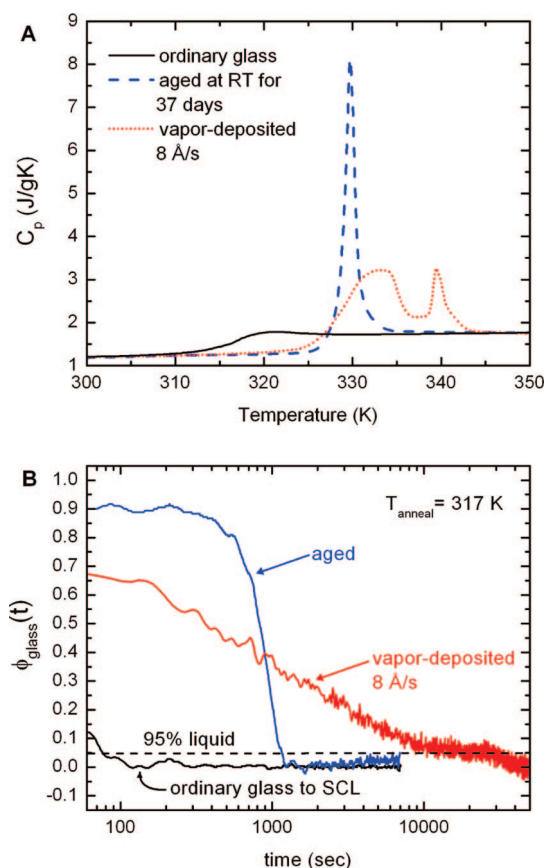 A
9
8
7
6
5
4
3
2
1
C_p (J/gK)
ordinary glass
aged at RT for
37 days
vapor-deposited
8 Å/s
300 310 320 330 340 350
Temperature (K)
B
1.0
0.9
0.8
0.7
0.6
0.5
0.4
0.3
0.2
0.1
0.0
-0.1
ϕ_glass(t)
T_anneal = 317 K
aged
vapor-deposited
8 Å/s
95% liquid
ordinary glass to SCL
100 1000 10000
time (sec)